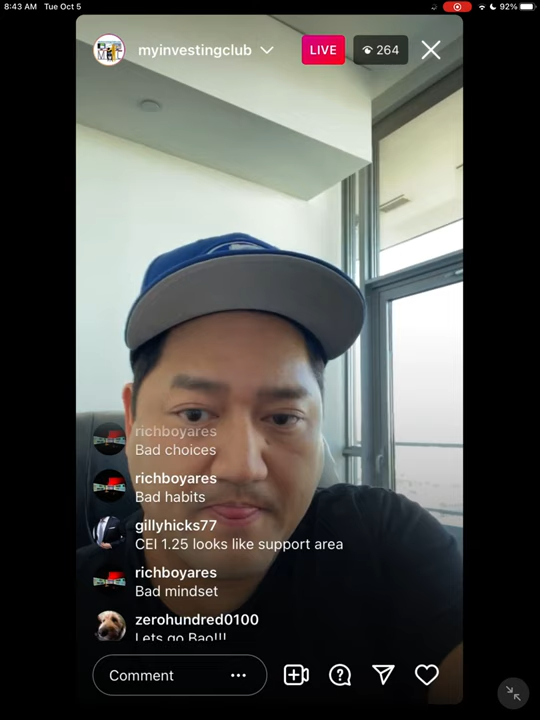 8:43 AM Tue Oct 5
92%
myinvestingclub
LIVE
264
richboyares
Bad choices
richboyares
Bad habits
gillyhicks77
CEI 1.25 looks like support area
richboyares
Bad mindset
zerohundred0100
Lets go Bao!!!
Comment